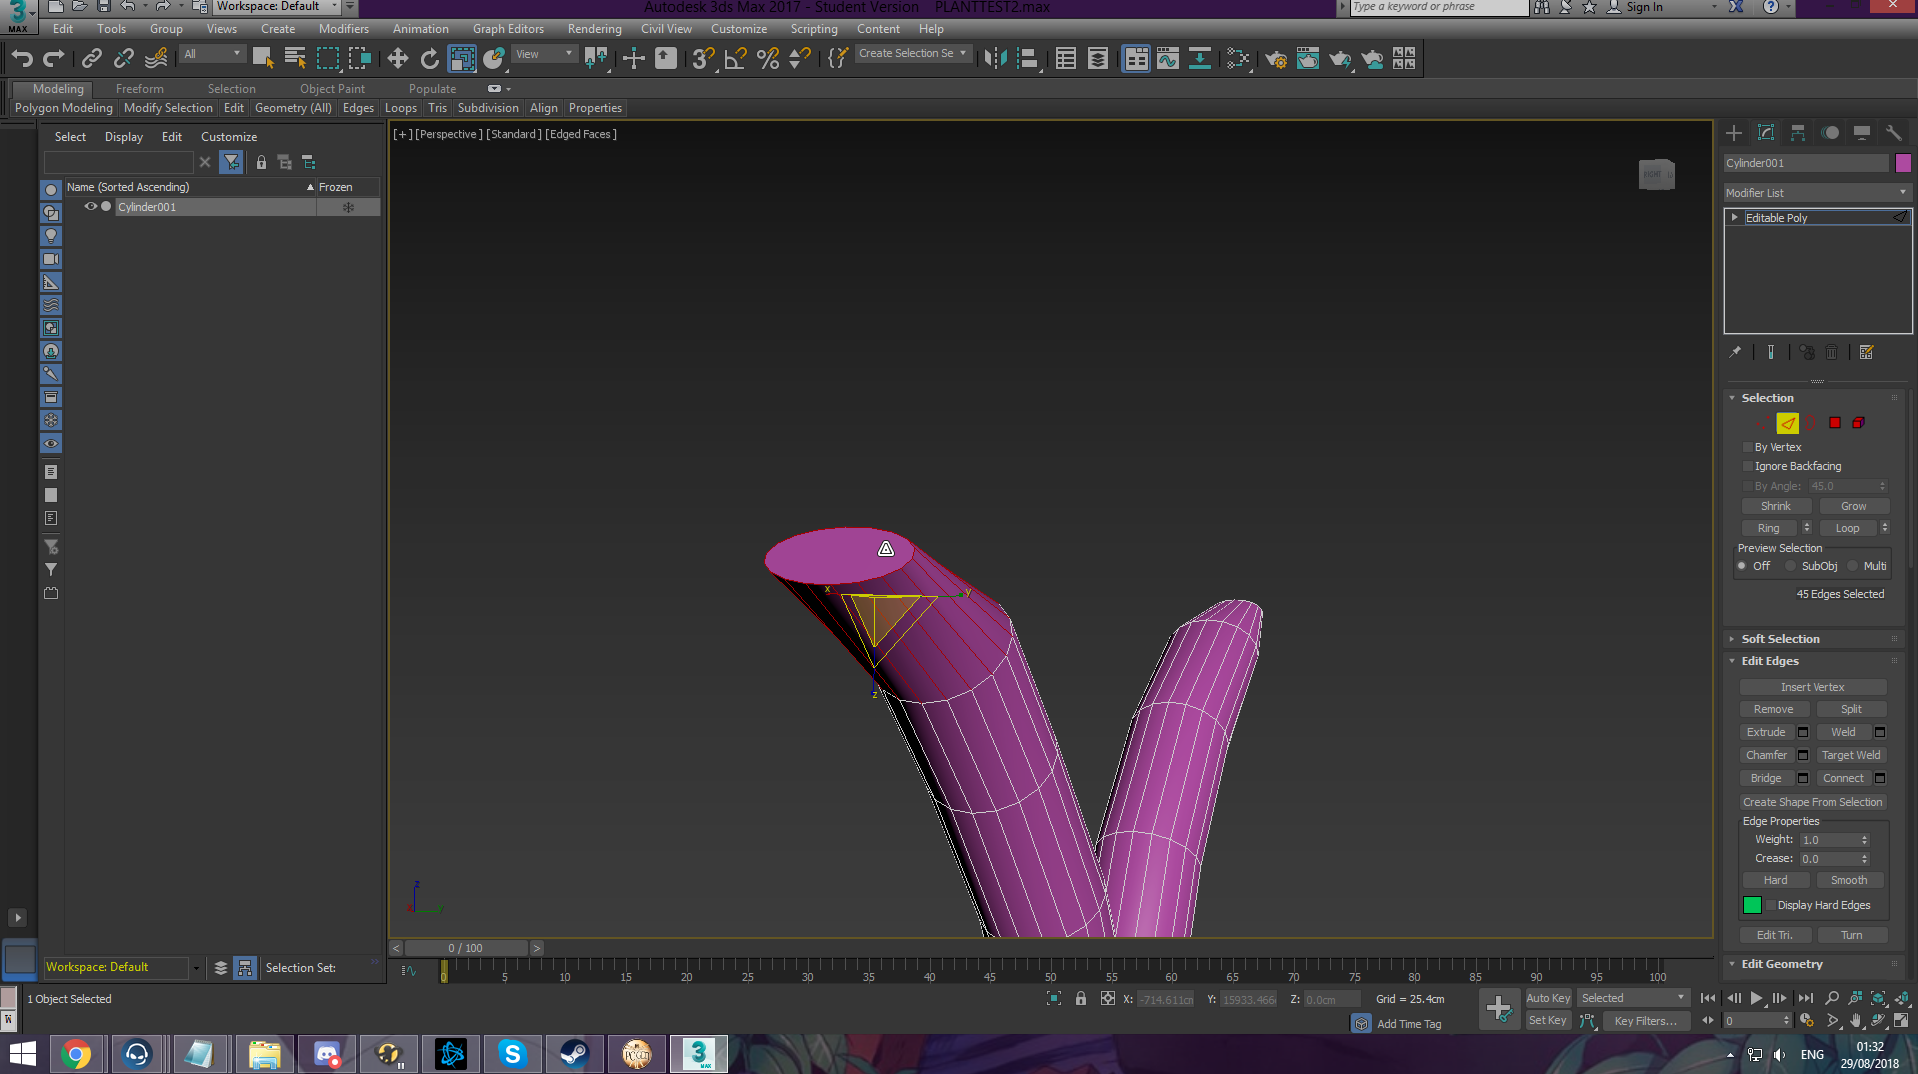 Workspace: Default
Autodesk 3ds Max 2017 - Student Version    PLANTTEST2.max
Type a keyword or phrase
Sign In
MAX
Edit Tools Group Views Create Modifiers Animation Graph Editors Rendering Civil View Customize Scripting Content Help
All
View
Create Selection Se
Modeling Freeform Selection Object Paint Populate
Polygon Modeling Modify Selection Edit Geometry (All) Edges Loops Tris Subdivision Align Properties
Select Display Edit Customize
Name (Sorted Ascending) Frozen
Cylinder001
[+] [Perspective] [Standard] [Edged Faces]
RIGHT
x
y
z
z
0 / 100
0 5 10 15 20 25 30 35 40 45 50 55 60 65 70 75 80 85 90 95 100
Cylinder001
Modifier List
Editable Poly
Selection
By Vertex
Ignore Backfacing
By Angle: 45.0
Shrink Grow
Ring Loop
Preview Selection
Off SubObj Multi
45 Edges Selected
Soft Selection
Edit Edges
Insert Vertex
Remove Split
Extrude Weld
Chamfer Target Weld
Bridge Connect
Create Shape From Selection
Edge Properties
Weight: 1.0
Crease: 0.0
Hard Smooth
Display Hard Edges
Edit Tri. Turn
Edit Geometry
Workspace: Default
Selection Set:
1 Object Selected
X: -714.611cm Y: 15933.466 Z: 0.0cm Grid = 25.4cm
Add Time Tag
Auto Key Selected
Set Key Key Filters...
0
W
MAX
ENG
01:32
29/08/2018